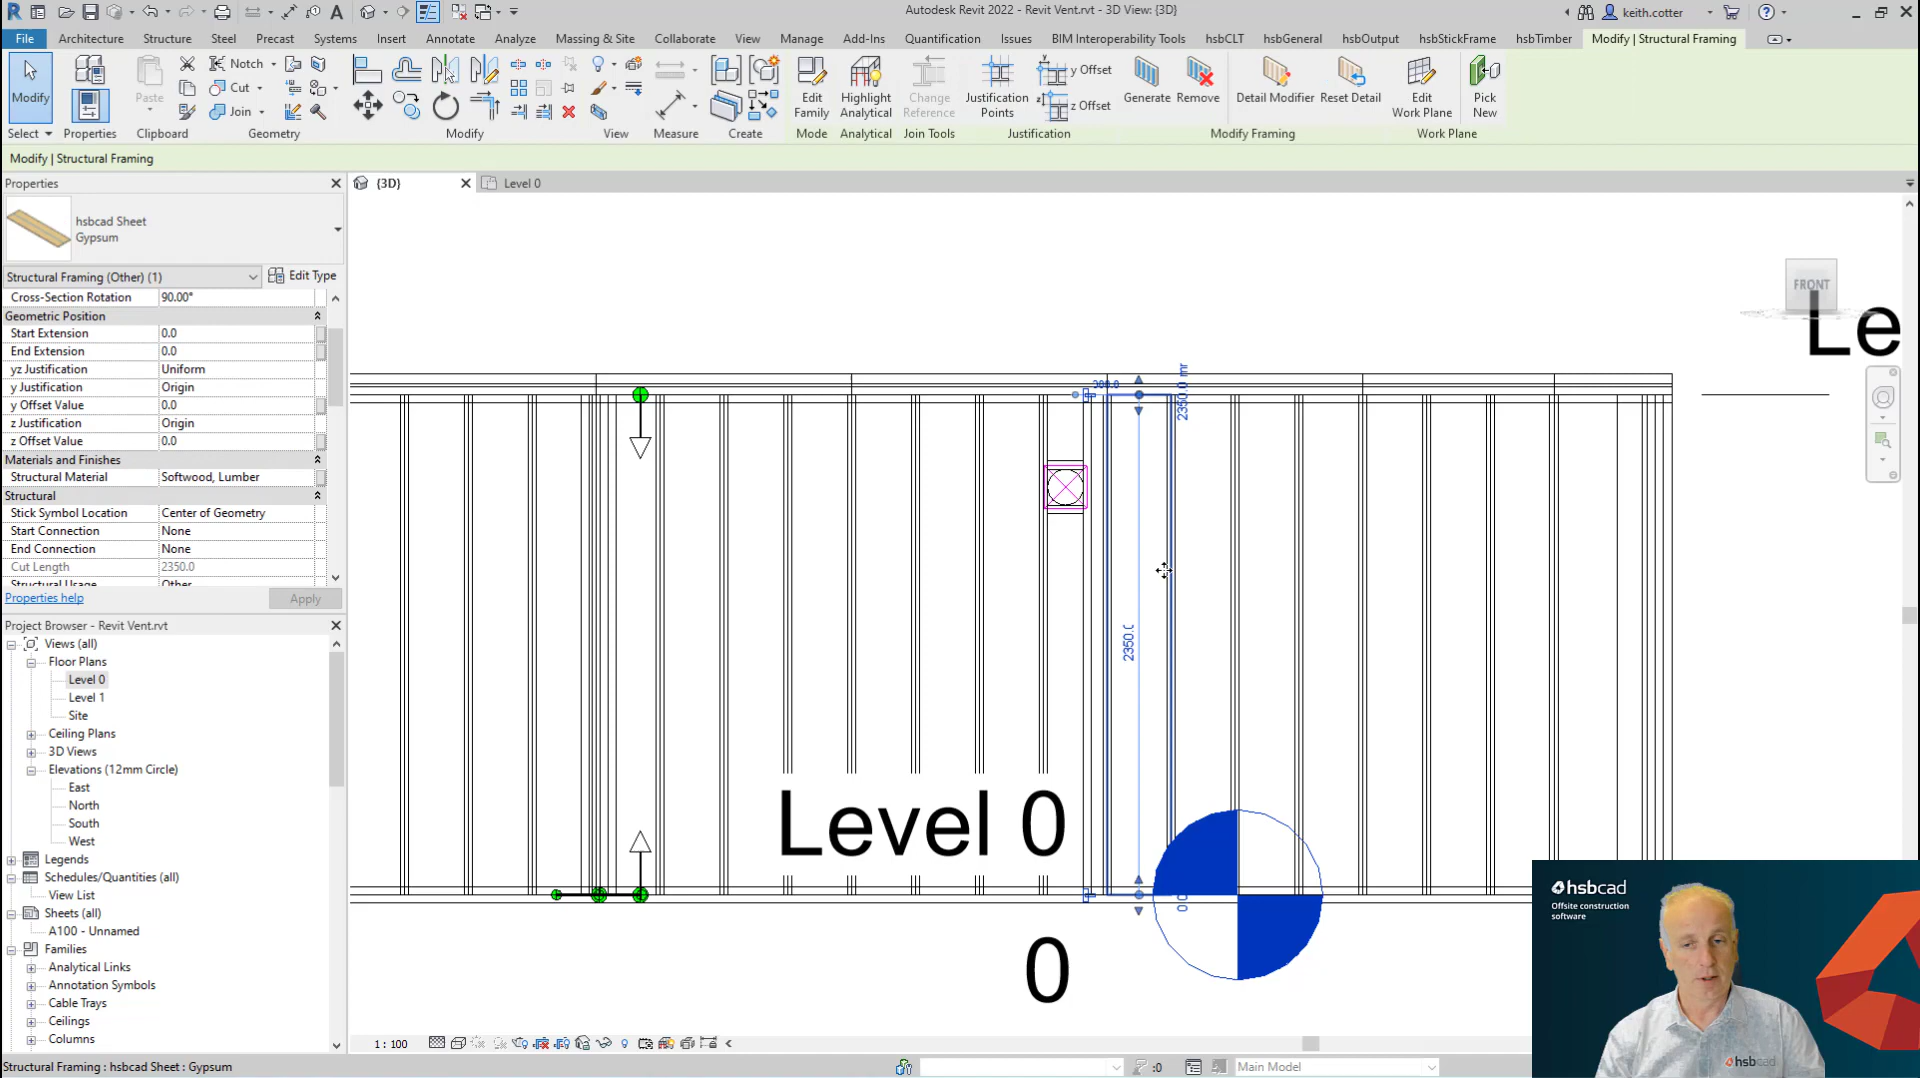 Autodesk Revit 2022 - Revit Vent.rvt - 3D View: {3D}
keith.cotter
File Architecture Structure Steel Precast Systems Insert Annotate Analyze Massing & Site Collaborate View Manage Add-Ins Quantification Issues BIM Interoperability Tools hsbCLT hsbGeneral hsbOutput hsbStickFrame hsbTimber Modify | Structural Framing
Modify
Properties
Paste
Notch
Cut
Join
Edit Family
Highlight Analytical
Change Reference
Justification Points
y Offset
z Offset
Generate
Remove
Detail Modifier
Reset Detail
Edit Work Plane
Pick New
Select Properties Clipboard Geometry Modify View Measure Create Mode Analytical Join Tools Justification Modify Framing Work Plane
Modify | Structural Framing
Properties
{3D}
Level 0
hsbcad Sheet
Gypsum
Structural Framing (Other) (1)
Edit Type
Cross-Section Rotation 90.00°
Geometric Position
Start Extension 0.0
End Extension 0.0
yz Justification Uniform
y Justification Origin
y Offset Value 0.0
z Justification Origin
z Offset Value 0.0
Materials and Finishes
Structural Material Softwood, Lumber
Structural
Stick Symbol Location Center of Geometry
Start Connection None
End Connection None
Cut Length 2350.0
Structural Usage Other
Properties help
Apply
Project Browser - Revit Vent.rvt
Views (all)
Floor Plans
Level 0
Level 1
Site
Ceiling Plans
3D Views
Elevations (12mm Circle)
East
North
South
West
Legends
Schedules/Quantities (all)
View List
Sheets (all)
A100 - Unnamed
Families
Analytical Links
Annotation Symbols
Cable Trays
Ceilings
Columns
FRONT
Le
2350.0
2350.0
Level 0
0.0
0
hsbcad
Offsite construction
software
hsbcad
1 : 100
Structural Framing : hsbcad Sheet : Gypsum
:0
Main Model